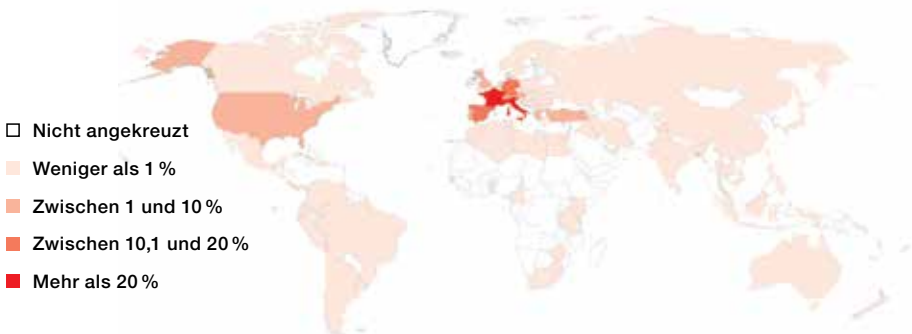 Nicht angekreuzt
Weniger als 1 %
Zwischen 1 und 10 %
Zwischen 10,1 und 20 %
Mehr als 20 %